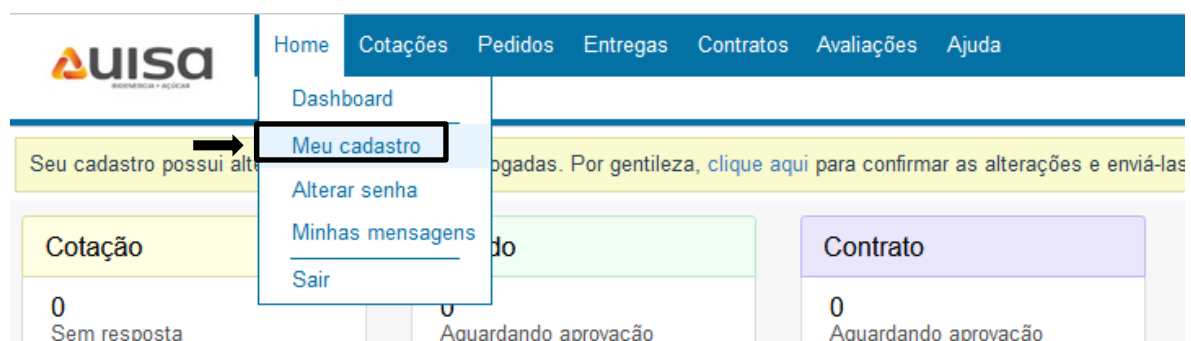 uisa
BIOENERGIA + AÇÚCAR
Home Cotações Pedidos Entregas Contratos Avaliações Ajuda
Dashboard
Meu cadastro
Alterar senha
Minhas mensagens
Sair
Seu cadastro possui alte ogadas. Por gentileza, clique aqui para confirmar as alterações e enviá-las
Cotação
0
Sem resposta
do
0
Aguardando aprovação
Contrato
0
Aguardando aprovação